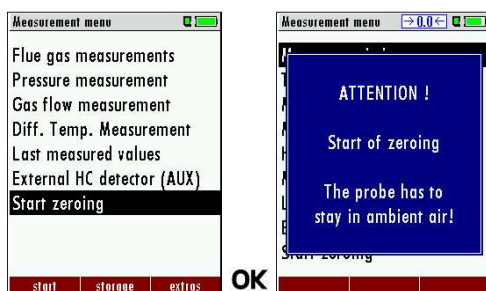 Measurement menu
Flue gas measurements
Pressure measurement
Gas flow measurement
Diff. Temp. Measurement
Last measured values
External HC detector (AUX)
Start zeroing
start storage extras
OK
Measurement menu →0.0←
ATTENTION !
Start of zeroing
The probe has to
stay in ambient air!
Start zeroing